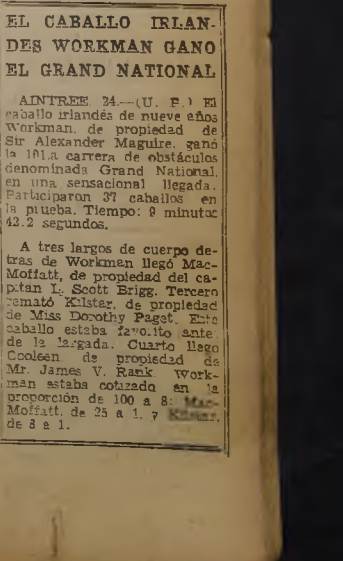 EL CABALLO IRLAN-
DES WORKMAN GANO
EL GRAND NATIONAL
AINTREE, 24.—(U. P.) El
caballo irlandés de nueve años
Workman, de propiedad de
Sir Alexander Maguire, ganó
la 101.a carrera de obstáculos
denominada Grand National,
en una sensacional llegada.
Participaron 37 caballos en
la prueba. Tiempo: 9 minutos
42.2 segundos.
A tres largos de cuerpo de-
tras de Workman llegó Mac-
Moffatt, de propiedad del ca-
pitan L. Scott Brigg. Tercero
remató Kilstar, de propiedad
de Miss Dorothy Paget. Este
caballo estaba favorito ante
de la largada. Cuarto llego
Cooleen de propiedad de
Mr. James V. Rank. Work-
man estaba cotizado en la
proporción de 100 a 8; Mac-
Moffatt, de 25 a 1, y
de 8 a 1.